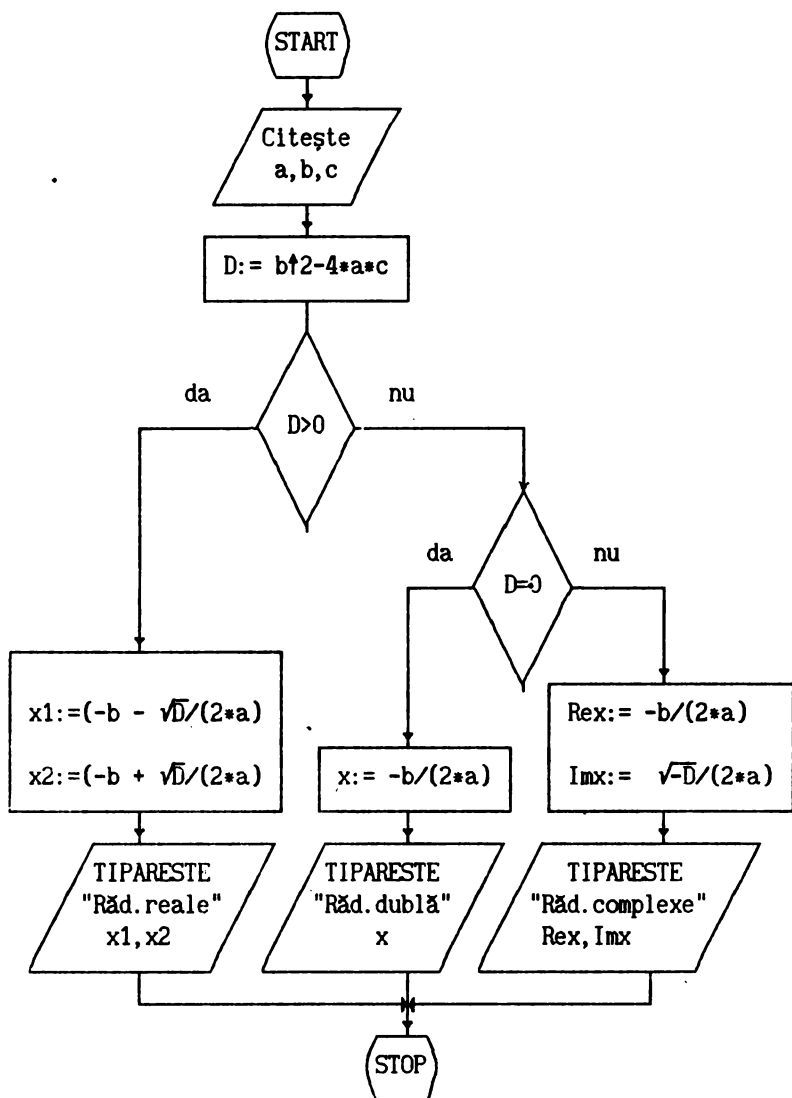 START
Citește
a,b,c
D:= b↑2-4*a*c
da
nu
D>0
da
nu
D=0
x1:=(-b - √D/(2*a)
x2:=(-b + √D/(2*a)
x:= -b/(2*a)
Rex:= -b/(2*a)
Imx:= √-D/(2*a)
TIPARESTE
"Răd.reale"
x1,x2
TIPARESTE
"Răd.dublă"
x
TIPARESTE
"Răd.complexe"
Rex,Imx
STOP